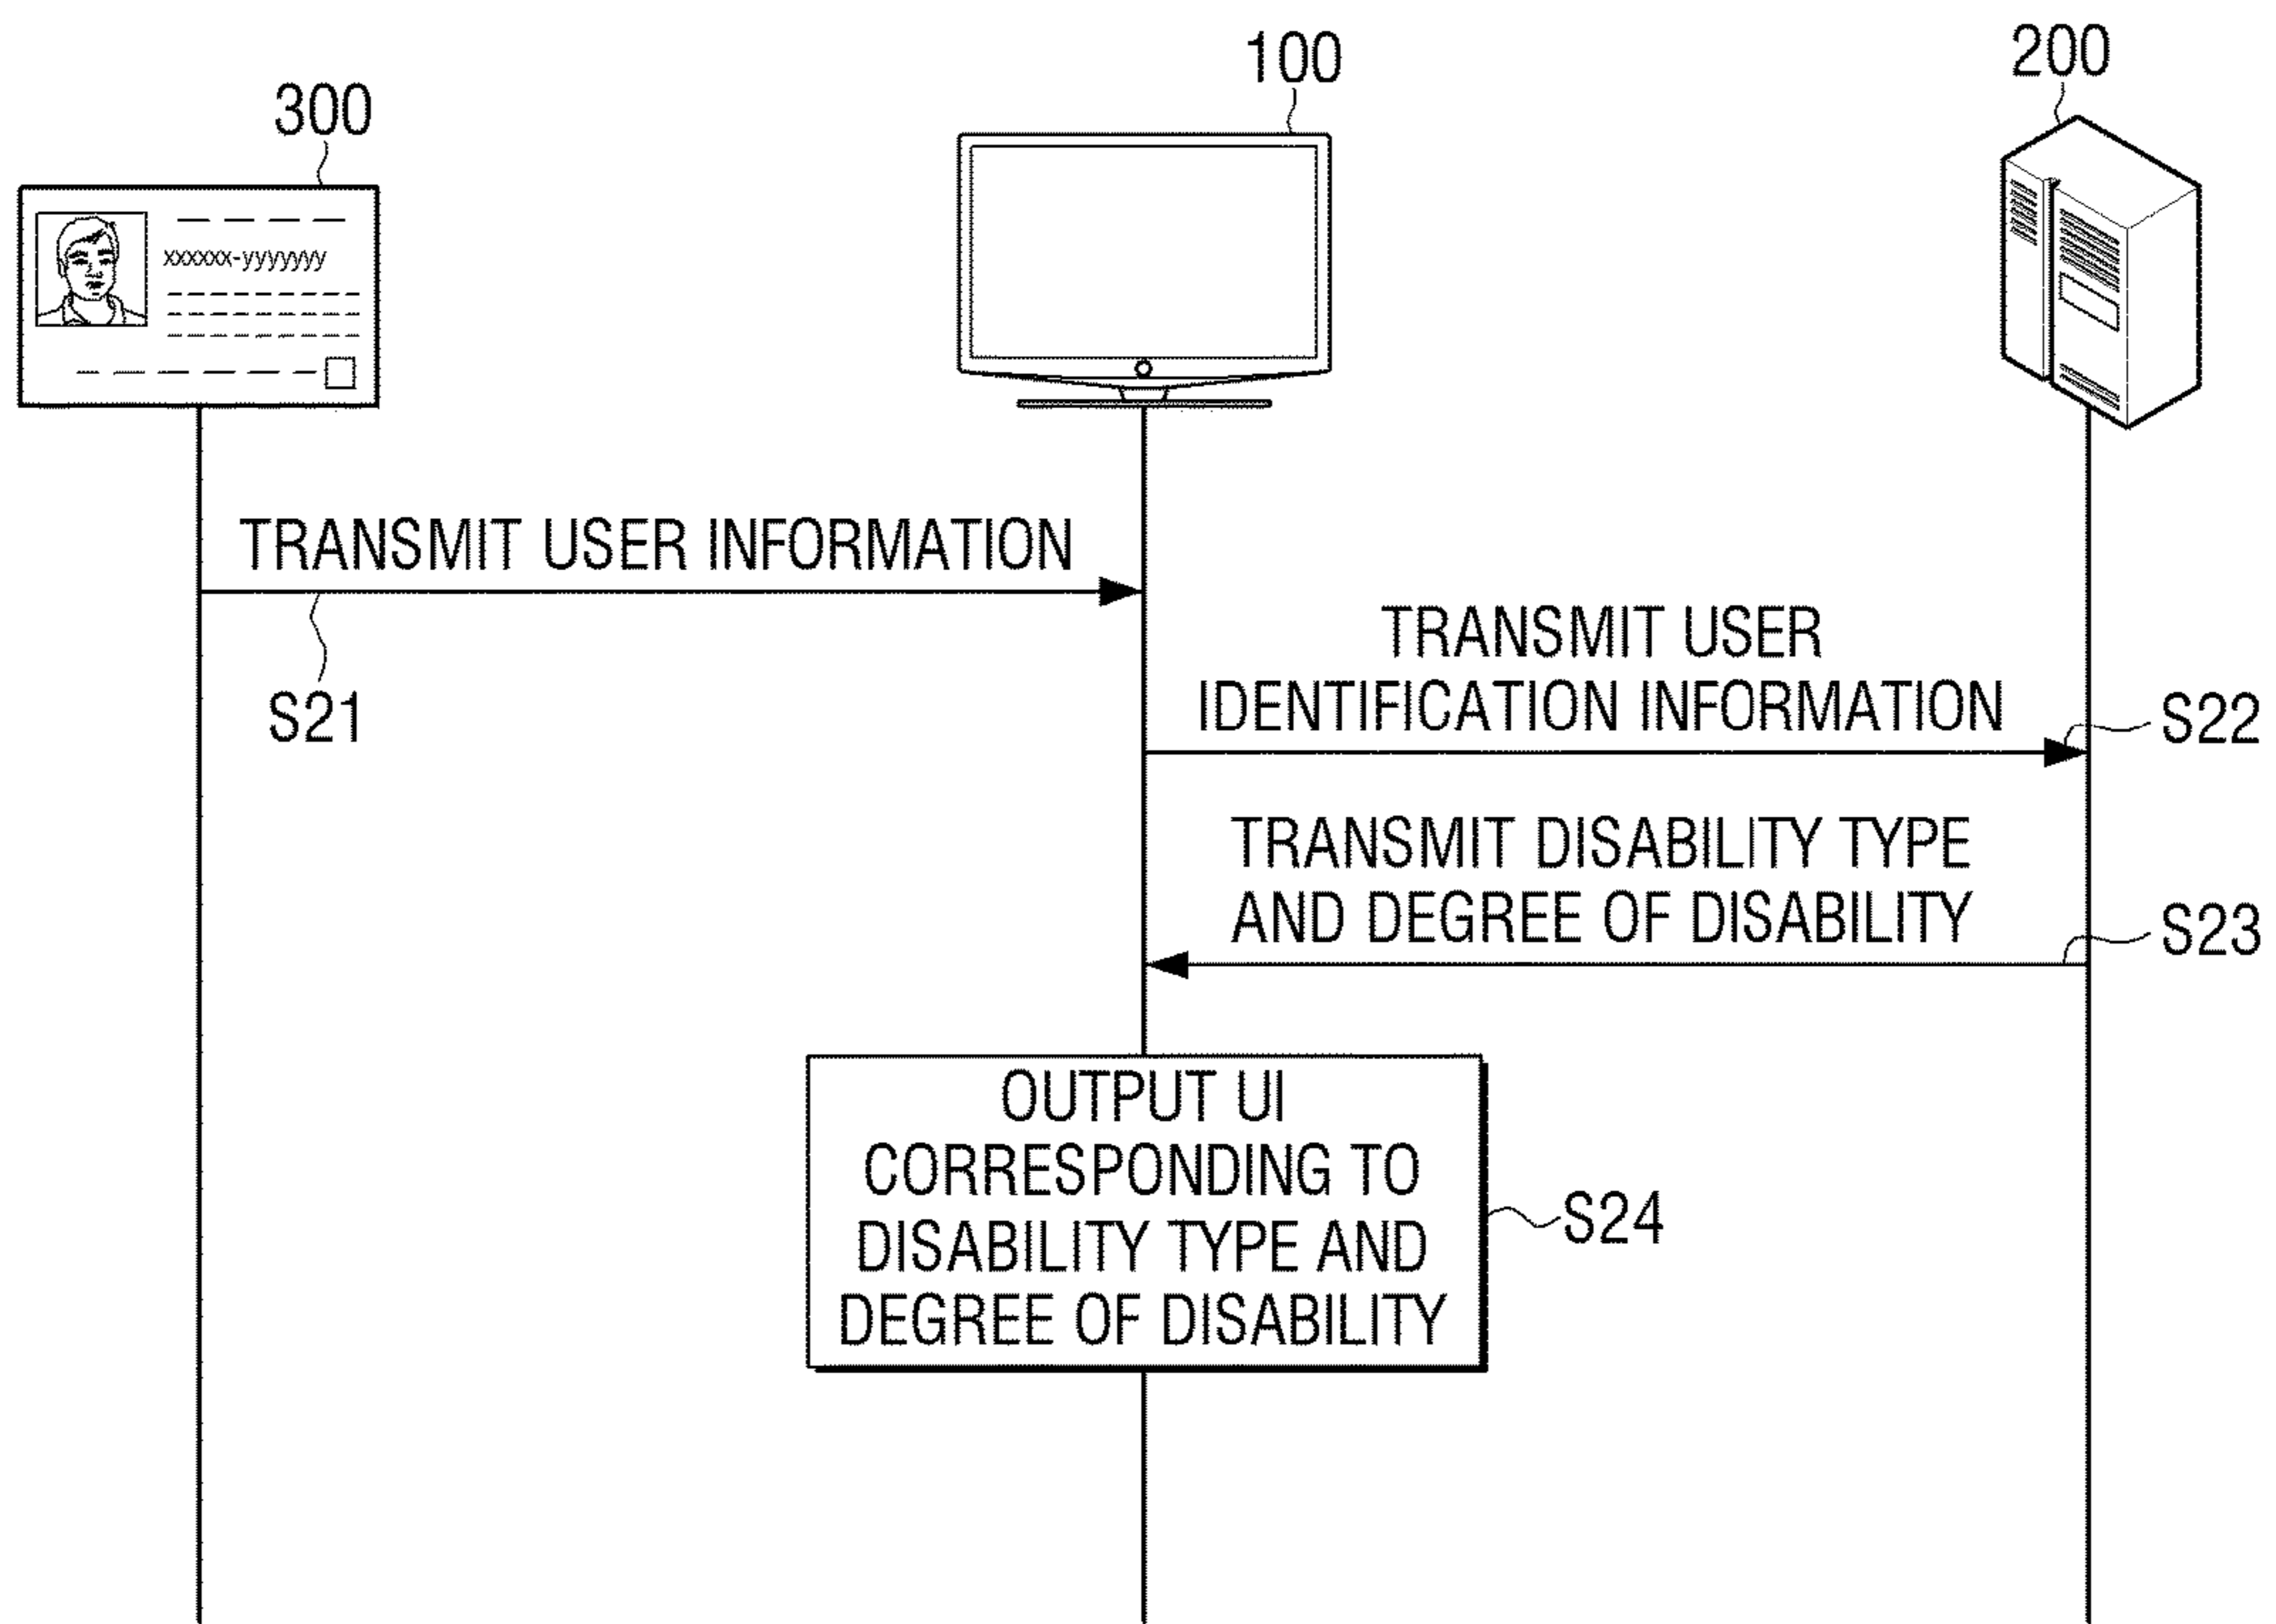 300
100
200
xxxxxx-yyyyyyy
TRANSMIT USER INFORMATION
S21
TRANSMIT USER
IDENTIFICATION INFORMATION
S22
TRANSMIT DISABILITY TYPE
AND DEGREE OF DISABILITY
S23
OUTPUT UI
CORRESPONDING TO
DISABILITY TYPE AND
DEGREE OF DISABILITY
S24